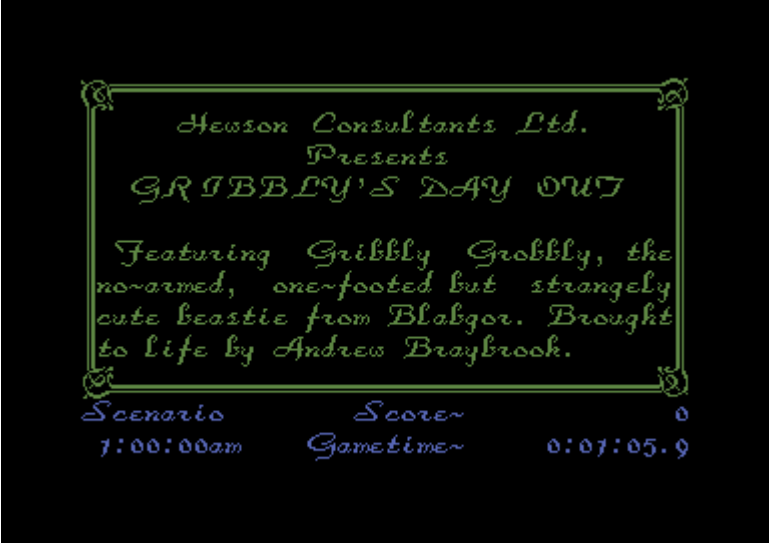 Hewson Consultants Ltd.
Presents
GRIBBLY'S DAY OUT
Featuring Gribbly Grobbly, the
no~armed, one~footed but strangely
cute beastie from Blabgor. Brought
to life by Andrew Braybrook.
Scenario Score~ 0
1:00:00am Gametime~ 0:01:05.9